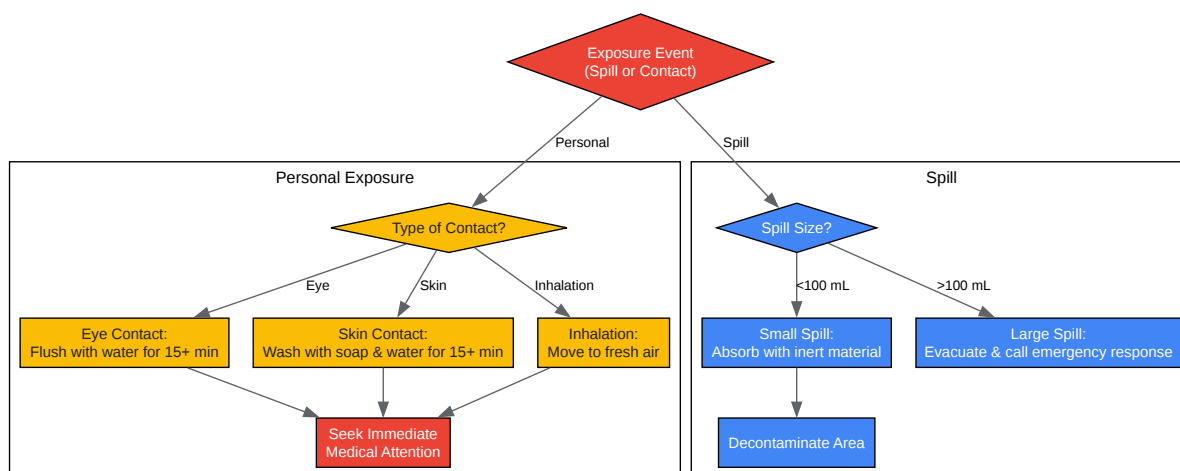 Exposure Event
(Spill or Contact)
Personal
Spill
Personal Exposure
Spill
Type of Contact?
Spill Size?
Eye
Skin
Inhalation
<100 mL
>100 mL
Eye Contact:
Flush with water for 15+ min
Skin Contact:
Wash with soap & water for 15+ min
Inhalation:
Move to fresh air
Small Spill:
Absorb with inert material
Large Spill:
Evacuate & call emergency response
Seek Immediate
Medical Attention
Decontaminate Area